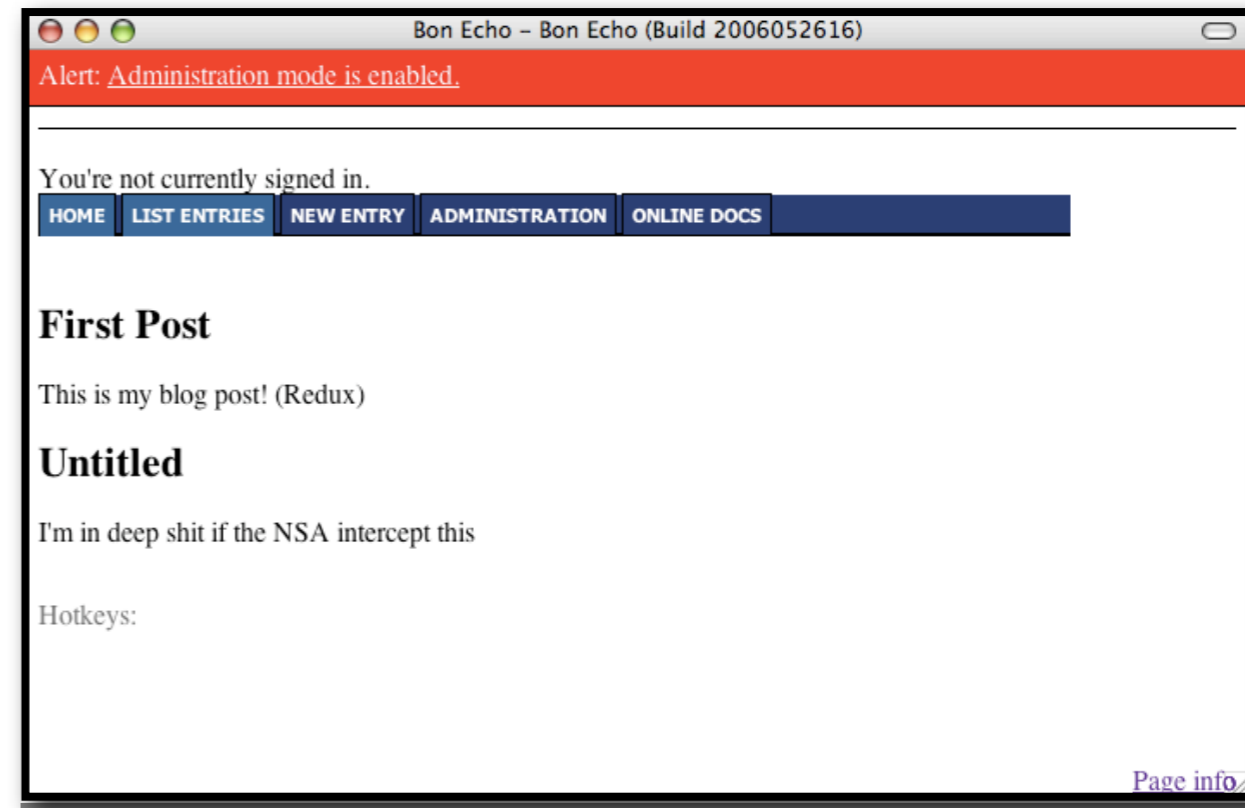 Bon Echo – Bon Echo (Build 2006052616)
Alert: Administration mode is enabled.
You're not currently signed in.
HOME LIST ENTRIES NEW ENTRY ADMINISTRATION ONLINE DOCS
First Post
This is my blog post! (Redux)
Untitled
I'm in deep shit if the NSA intercept this
Hotkeys:
Page info